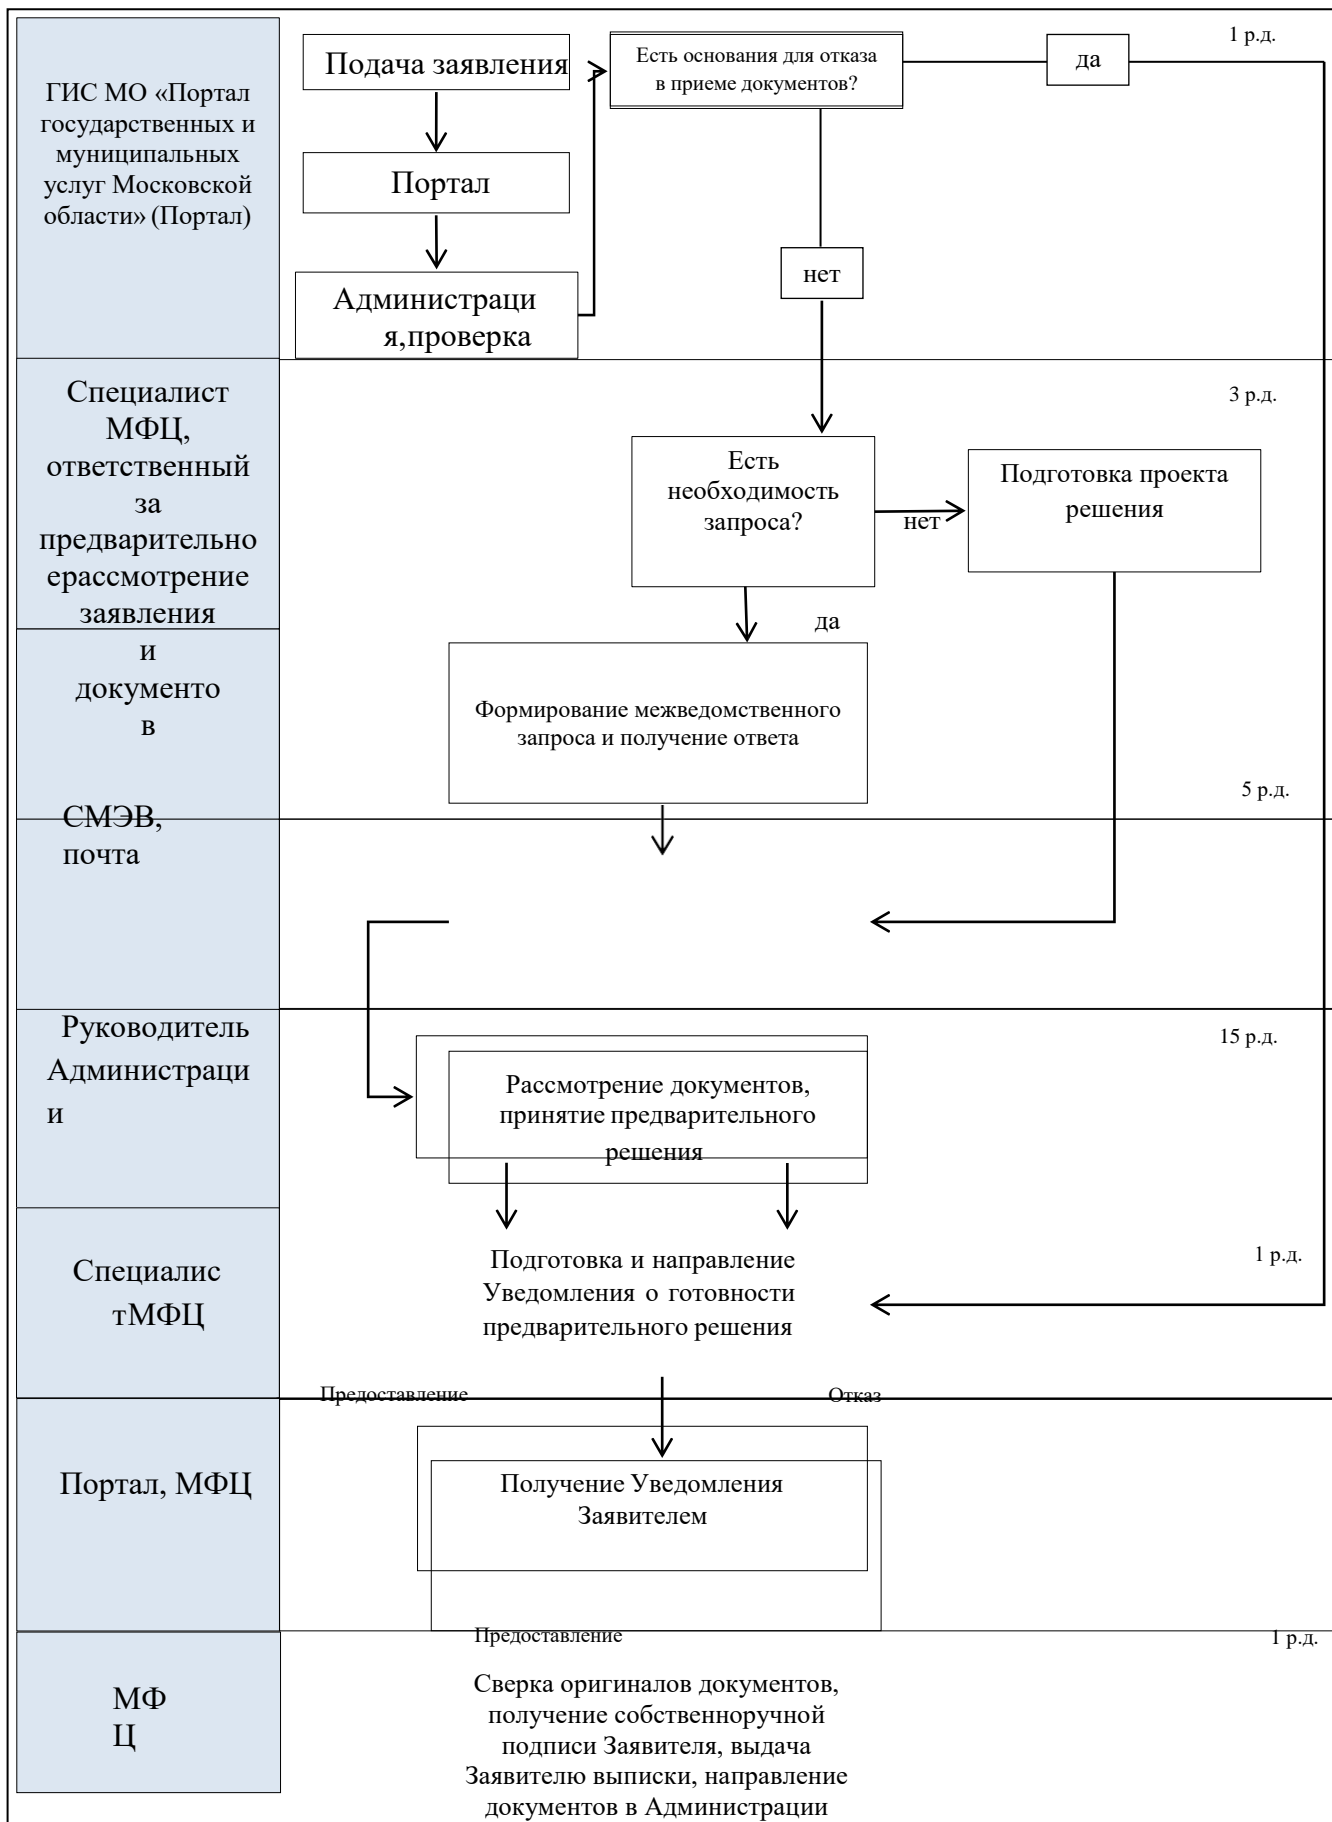 ГИС МО «Портал
государственных и
муниципальных
услуг Московской
области» (Портал)
Подача заявления
Портал
Администраци
я,проверка
Есть основания для отказа
в приеме документов?
да
1 р.д.
нет
Специалист
МФЦ,
ответственный
за
предварительно
ерассмотрение
заявления
и
документо
в
3 р.д.
Есть
необходимость
запроса?
нет
Подготовка проекта
решения
да
Формирование межведомственного
запроса и получение ответа
5 р.д.
СМЭВ,
почта
Руководитель
Администраци
и
15 р.д.
Рассмотрение документов,
принятие предварительного
решения
Специалис
тМФЦ
Подготовка и направление
Уведомления о готовности
предварительного решения
1 р.д.
Предоставление
Отказ
Портал, МФЦ
Получение Уведомления
Заявителем
Предоставление
1 р.д.
МФ
Ц
Сверка оригиналов документов,
получение собственноручной
подписи Заявителя, выдача
Заявителю выписки, направление
документов в Администрации